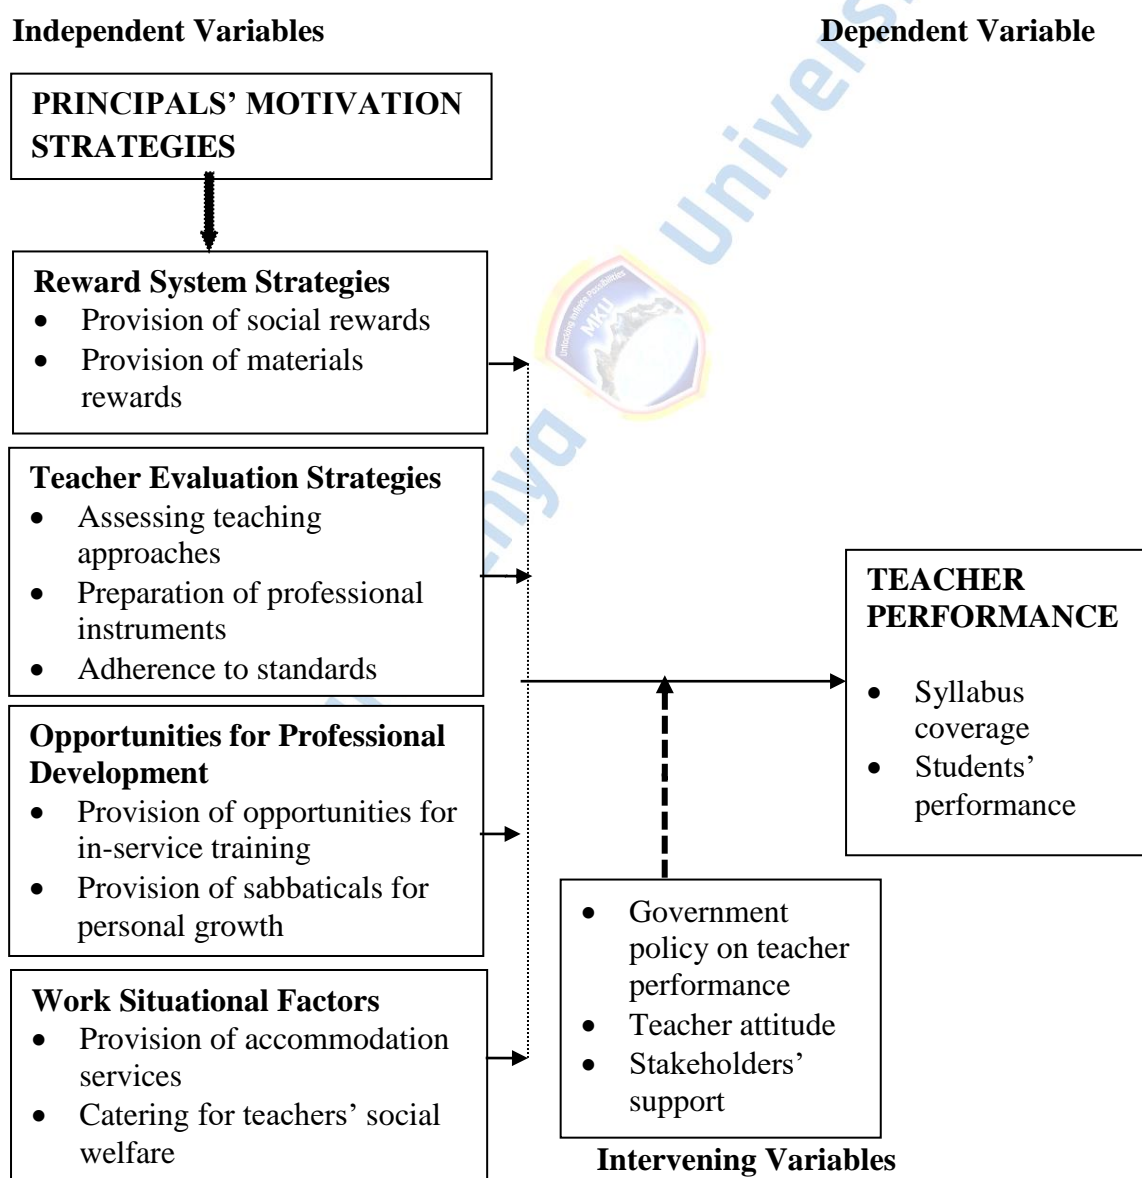 Independent Variables
Dependent Variable
PRINCIPALS’ MOTIVATION
STRATEGIES
Reward System Strategies
• Provision of social rewards
• Provision of materials
rewards
Teacher Evaluation Strategies
• Assessing teaching
approaches
• Preparation of professional
instruments
• Adherence to standards
Opportunities for Professional
Development
• Provision of opportunities for
in-service training
• Provision of sabbaticals for
personal growth
Work Situational Factors
• Provision of accommodation
services
• Catering for teachers’ social
welfare
TEACHER
PERFORMANCE
• Syllabus
coverage
• Students’
performance
• Government
policy on teacher
performance
• Teacher attitude
• Stakeholders’
support
Intervening Variables
Unlocking Infinite Possibilities
MKU